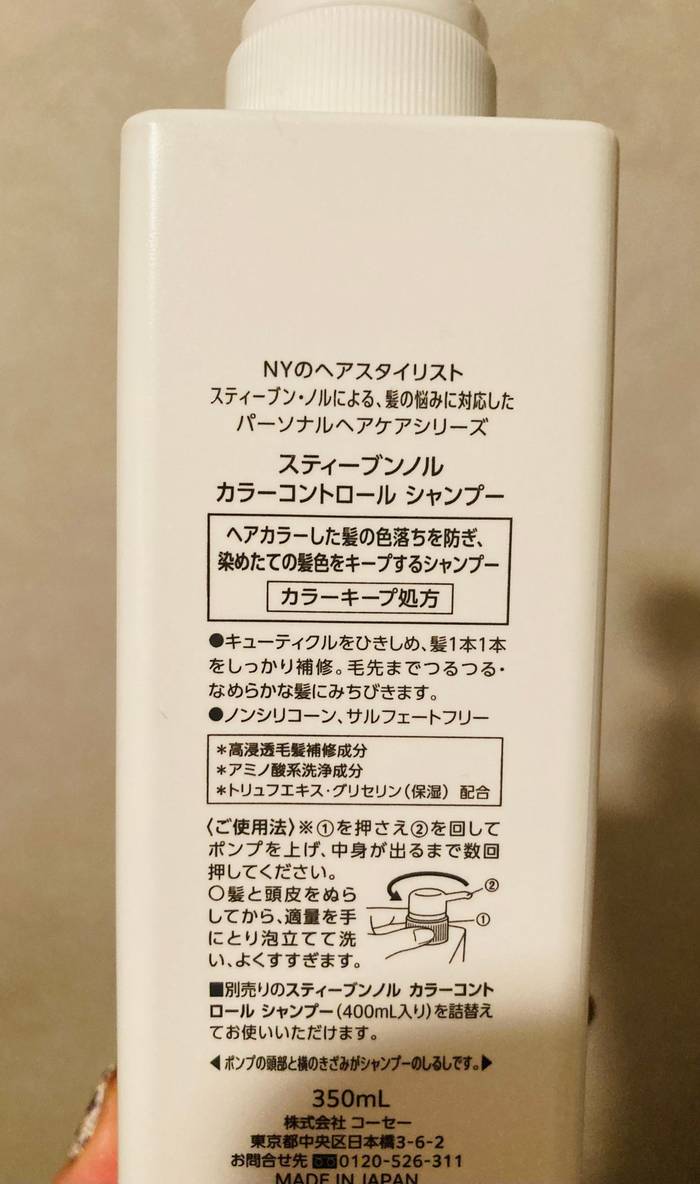 NYのヘアスタイリスト
スティーブン・ノルによる、髪の悩みに対応した
パーソナルヘアケアシリーズ
スティーブンノル
カラーコントロール シャンプー
ヘアカラーした髪の色落ちを防ぎ、
染めたての髪色をキープするシャンプー
カラーキープ処方
●キューティクルをひきしめ、髪1本1本
をしっかり補修。毛先までつるつる・
なめらかな髪にみちびきます。
●ノンシリコーン、サルフェートフリー
*高浸透毛髪補修成分
*アミノ酸系洗浄成分
*トリュフエキス・グリセリン(保湿) 配合
〈ご使用法〉※①を押さえ②を回して
ポンプを上げ、中身が出るまで数回
押してください。
○髪と頭皮をぬら
してから、適量を手
にとり泡立てて洗
い、よくすすぎます。
②
①
■別売りのスティーブンノル カラーコント
ロール シャンプー(400mL入り)を詰替え
てお使いいただけます。
◀ポンプの頭部と横のきざみがシャンプーのしるしです。▶
350mL
株式会社 コーセー
東京都中央区日本橋3-6-2
お問合せ先 0120-526-311
MADE IN JAPAN